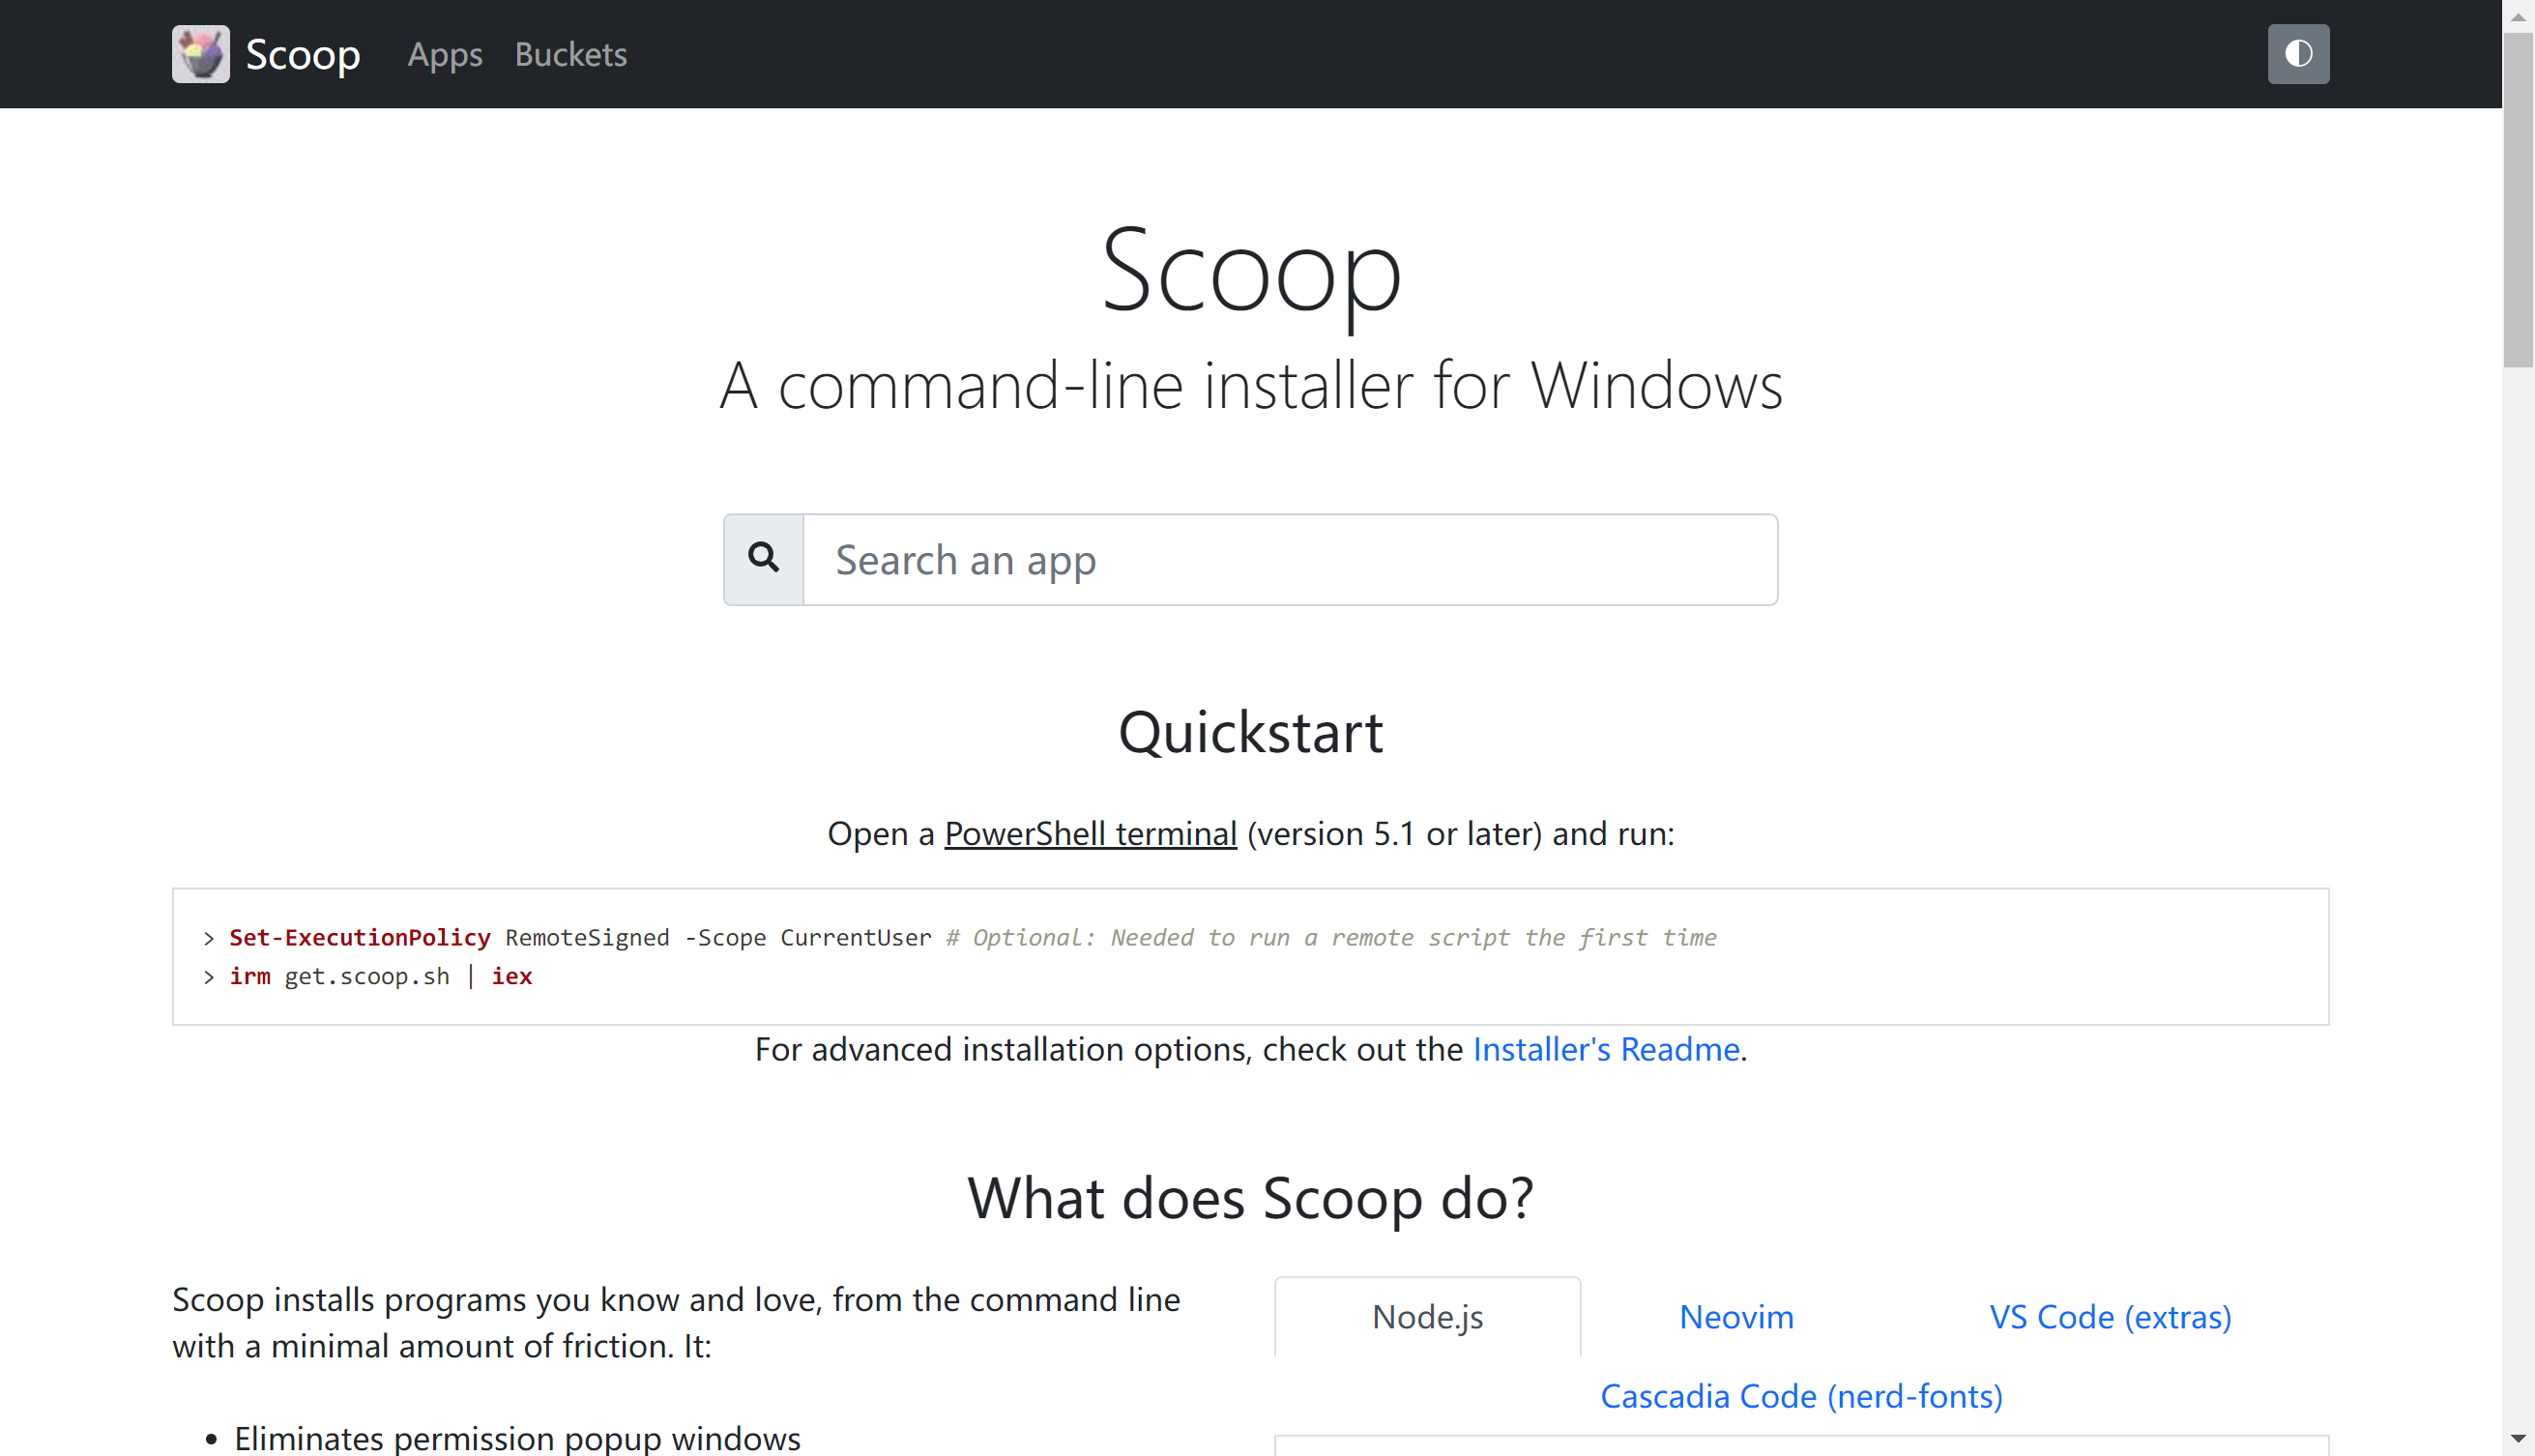 Scoop Apps Buckets
Scoop
A command-line installer for Windows
Search an app
Quickstart
Open a PowerShell terminal (version 5.1 or later) and run:
> Set-ExecutionPolicy RemoteSigned -Scope CurrentUser # Optional: Needed to run a remote script the first time
> irm get.scoop.sh | iex
For advanced installation options, check out the Installer's Readme.
What does Scoop do?
Scoop installs programs you know and love, from the command line
with a minimal amount of friction. It:
• Eliminates permission popup windows
Node.js Neovim VS Code (extras)
Cascadia Code (nerd-fonts)